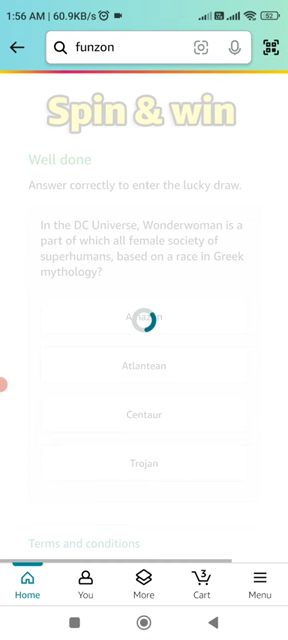 1:56 AM | 60.9KB/s
52
funzon
Spin & win
Well done
Answer correctly to enter the lucky draw.
In the DC Universe, Wonderwoman is a
part of which all female society of
superhumans, based on a race in Greek
mythology?
Amazon
Atlantean
Centaur
Trojan
Terms and conditions
3
Home
You
More
Cart
Menu